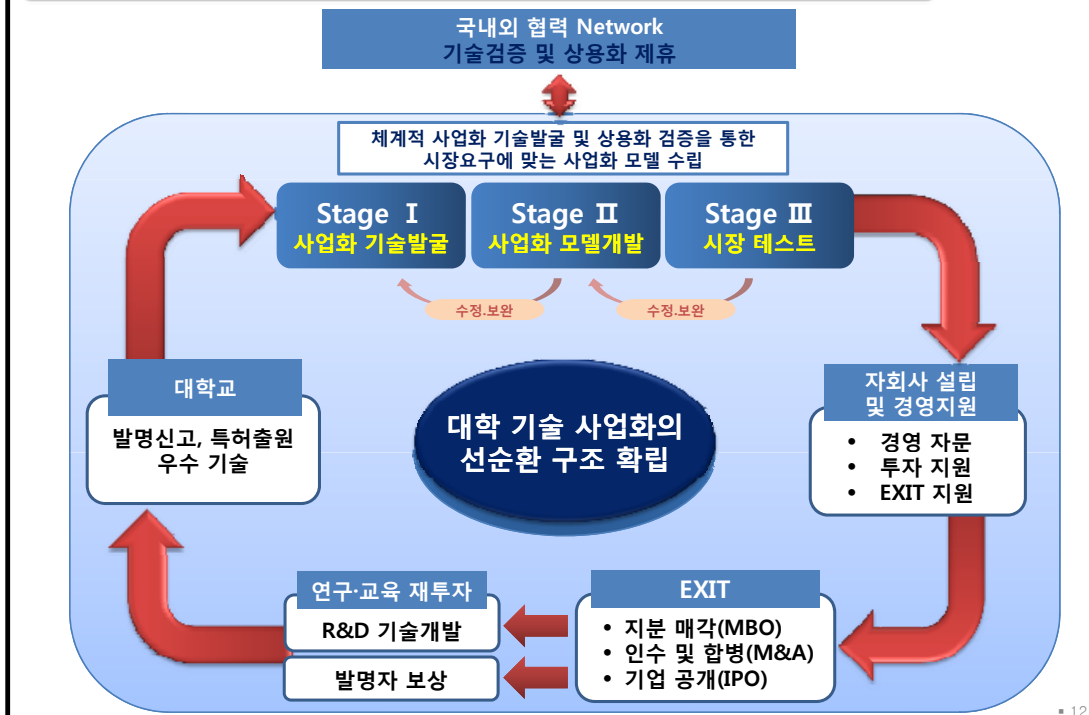 국내외 협력 Network
기술검증 및 상용화 제휴
체계적 사업화 기술발굴 및 상용화 검증을 통한
시장요구에 맞는 사업화 모델 수립
Stage Ⅰ
사업화 기술발굴
Stage Ⅱ
사업화 모델개발
Stage Ⅲ
시장 테스트
수정.보완
수정.보완
대학교
발명신고, 특허출원
우수 기술
대학 기술 사업화의
선순환 구조 확립
자회사 설립
및 경영지원
• 경영 자문
• 투자 지원
• EXIT 지원
연구·교육 재투자
R&D 기술개발
발명자 보상
EXIT
• 지분 매각(MBO)
• 인수 및 합병(M&A)
• 기업 공개(IPO)
▪ 12